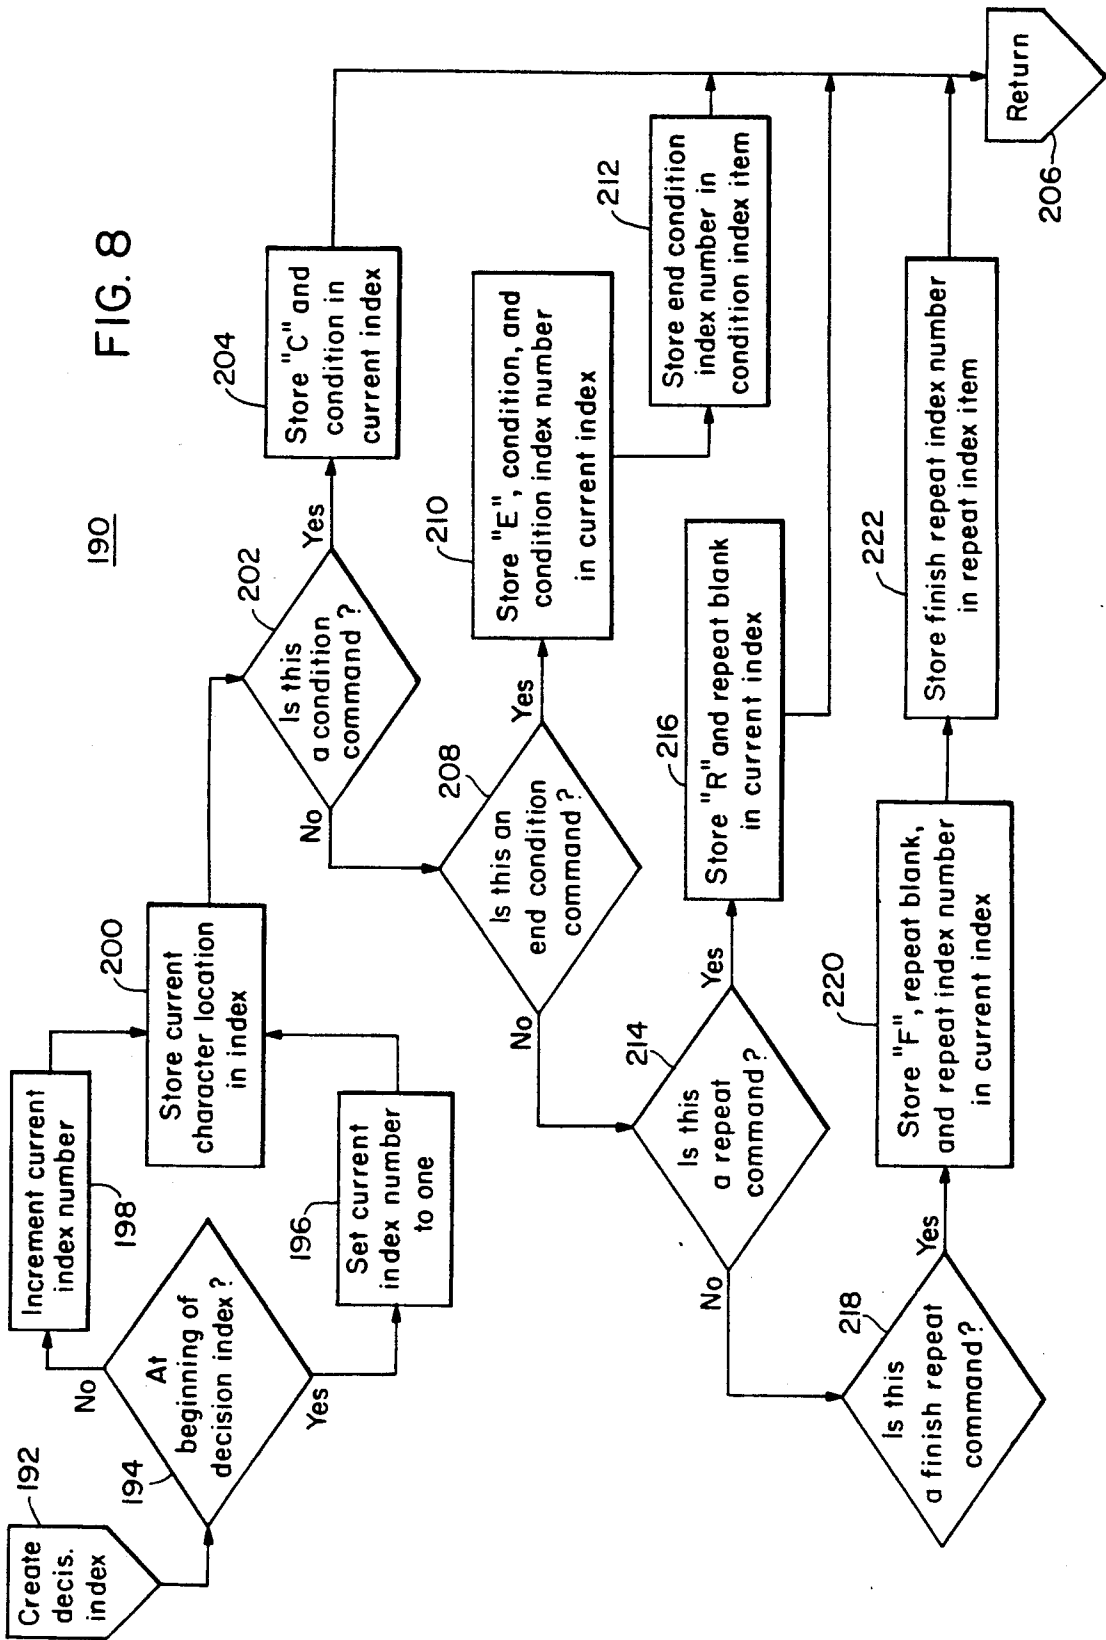 FIG. 8
190
192
Create
decis.
index
194
At
beginning of
decision index?
No
Yes
Increment current
index number
198
196
Set current
index number
to one
200
Store current
character location
in index
202
Is this
a condition
command?
Yes
No
204
Store "C" and
condition in
current index
208
Is this an
end condition
command?
Yes
No
210
Store "E", condition, and
condition index number
in current index
212
Store end condition
index number in
condition index item
214
Is this
a repeat
command?
Yes
No
216
Store "R" and repeat blank
in current index
218
Is this
a finish repeat
command?
Yes
220
Store "F", repeat blank,
and repeat index number
in current index
222
Store finish repeat index number
in repeat index item
Return
206